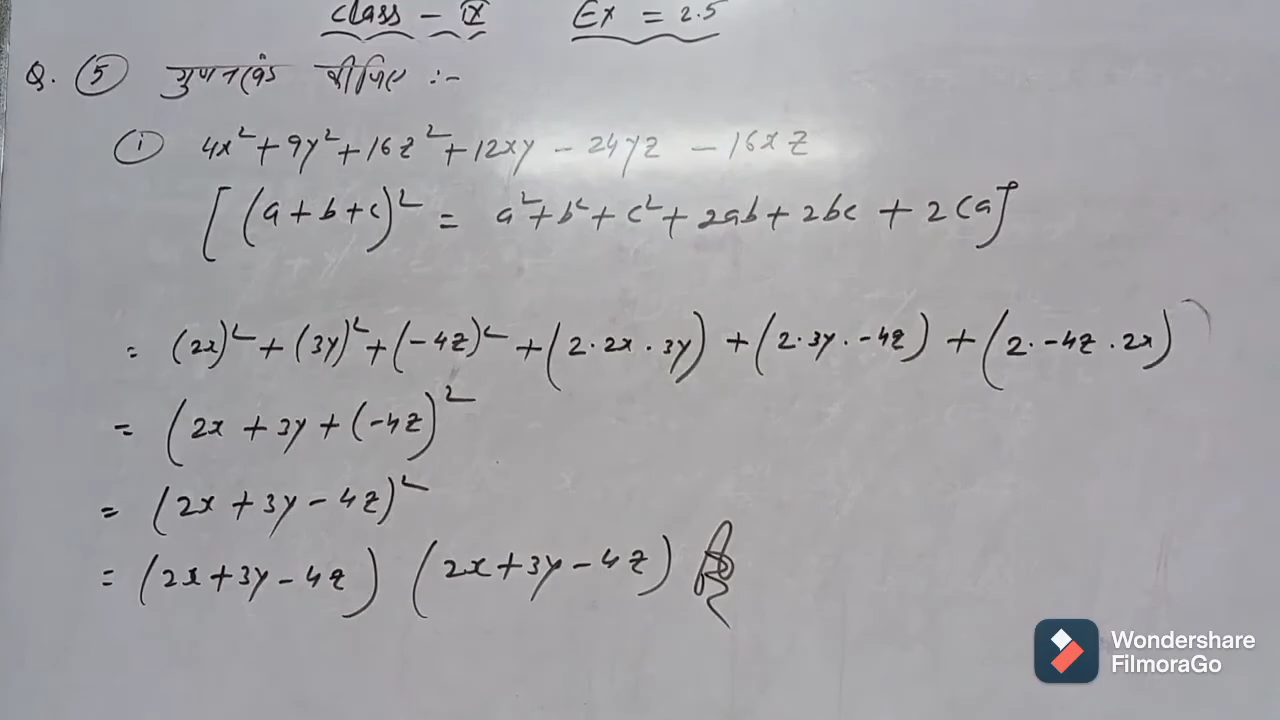 class - IX Ex = 2.5
Q. (5) गुणनखंड कीजिए :-
(i) 4x² + 9y² + 16z² + 12xy - 24yz - 16xz
[(a + b + c)² = a² + b² + c² + 2ab + 2bc + 2ca]
= (2x)² + (3y)² + (-4z)² + (2·2x·3y) + (2·3y·-4z) + (2·-4z·2x)
= (2x + 3y + (-4z)²
= (2x + 3y - 4z)²
= (2x + 3y - 4z) (2x + 3y - 4z)
Wondershare
FilmoraGo